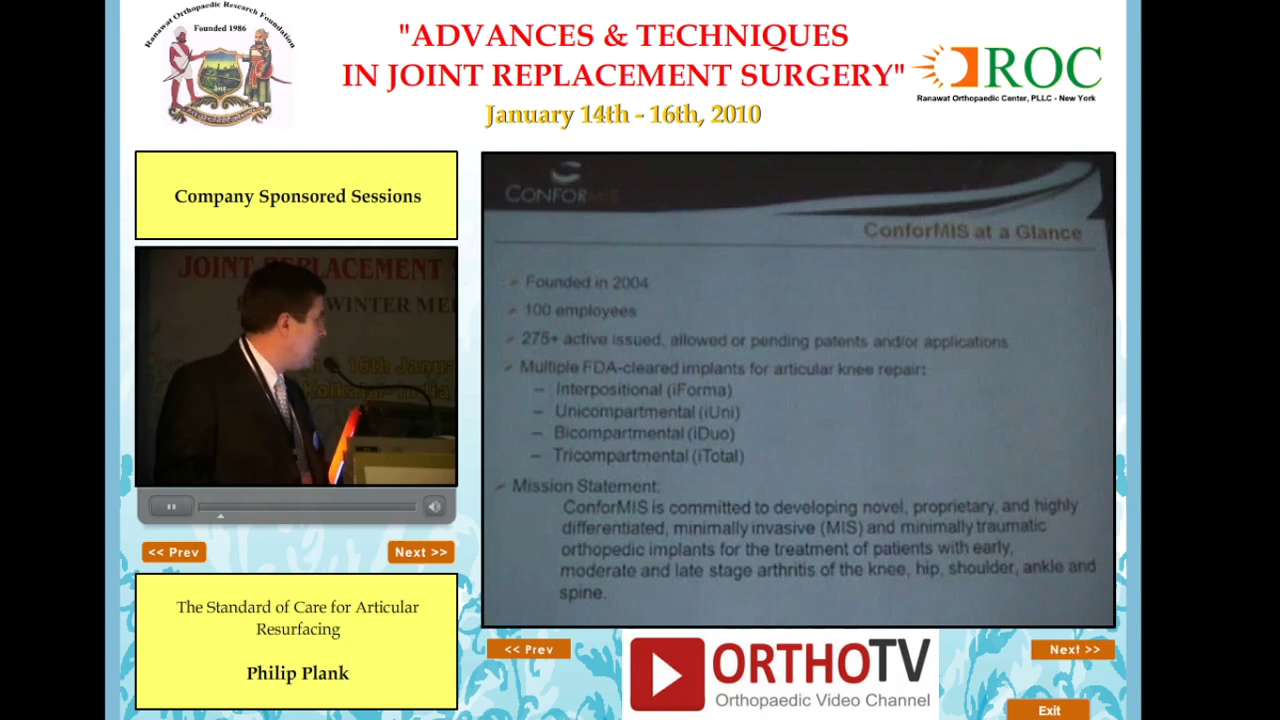 Ranawat Orthopaedic Research Foundation
Founded 1986
"ADVANCES & TECHNIQUES
IN JOINT REPLACEMENT SURGERY"
January 14th - 16th, 2010
ROC
Ranawat Orthopaedic Center, PLLC - New York
Company Sponsored Sessions
JOINT REPLACEMENT
WINTER ME
16th Janua
Kolkata - India
<< Prev
Next >>
The Standard of Care for Articular
Resurfacing
Philip Plank
CONFORMIS
ConforMIS at a Glance
Founded in 2004
100 employees
275+ active issued, allowed or pending patents and/or applications
Multiple FDA-cleared implants for articular knee repair:
– Interpositional (iForma)
– Unicompartmental (iUni)
– Bicompartmental (iDuo)
– Tricompartmental (iTotal)
Mission Statement:
ConforMIS is committed to developing novel, proprietary, and highly
differentiated, minimally invasive (MIS) and minimally traumatic
orthopedic implants for the treatment of patients with early,
moderate and late stage arthritis of the knee, hip, shoulder, ankle and
spine.
<< Prev
ORTHOTV
Orthopaedic Video Channel
Next >>
Exit